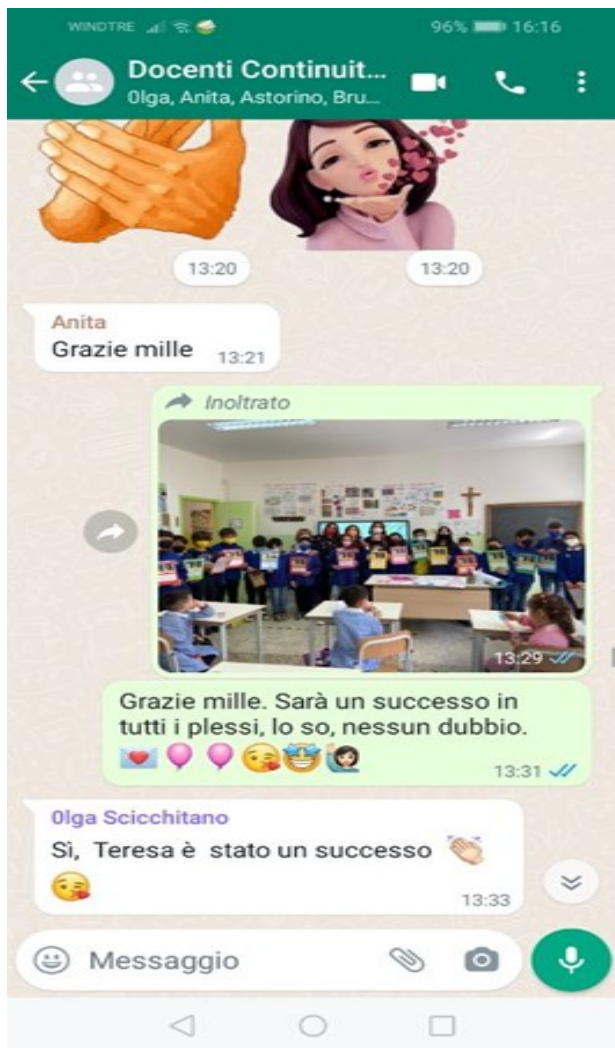 WINDTRE 96% 16:16
Docenti Continuit...
0lga, Anita, Astorino, Bru...
13:20 13:20
Anita
Grazie mille 13:21
Inoltrato
13:29
Grazie mille. Sarà un successo in
tutti i plessi, lo so, nessun dubbio.
13:31
0lga Scicchitano
Sì, Teresa è stato un successo
13:33
Messaggio